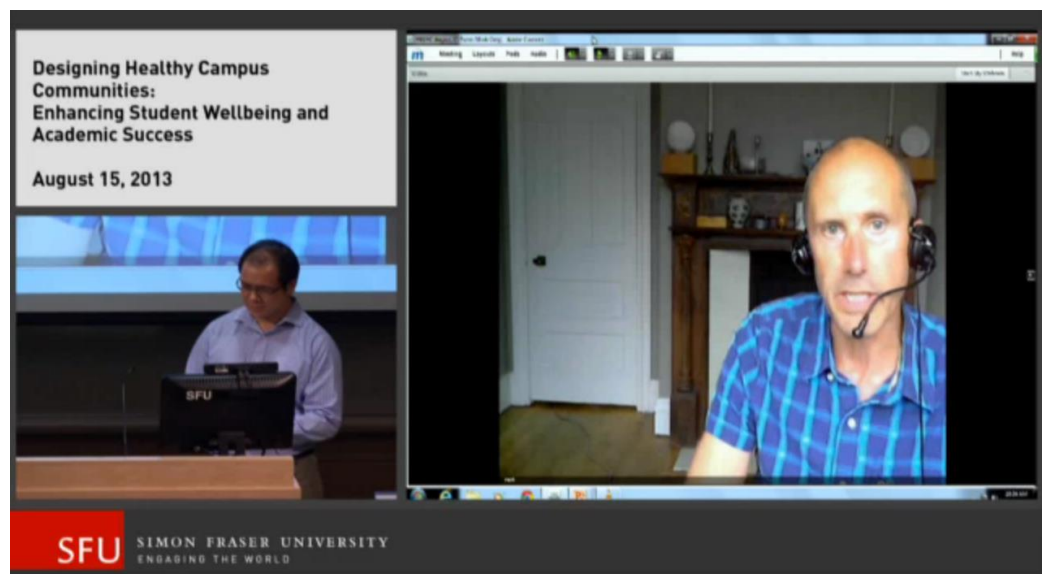 Designing Healthy Campus
Communities:
Enhancing Student Wellbeing and
Academic Success
August 15, 2013
Meeting Layouts Pods Audio
Help
SFU
SFU
SIMON FRASER UNIVERSITY
ENGAGING THE WORLD